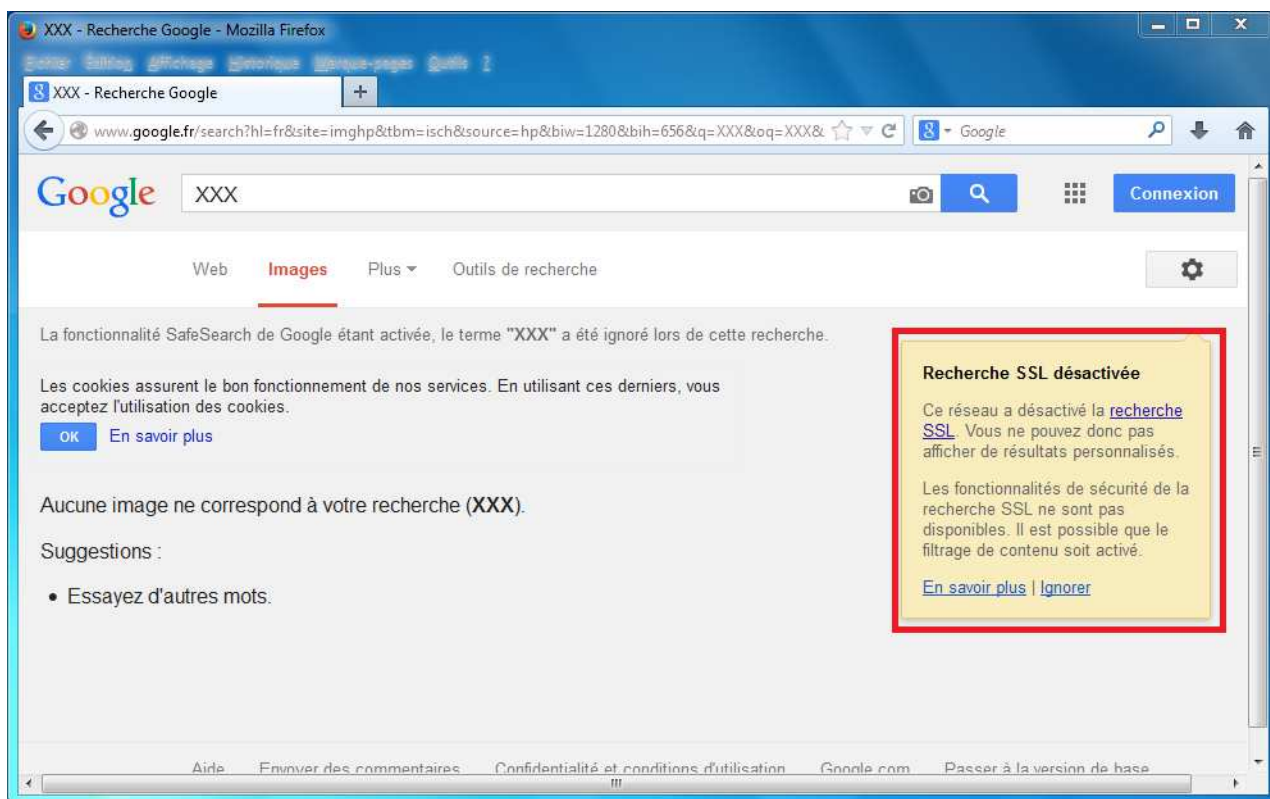 XXX - Recherche Google - Mozilla Firefox
Fichier Édition Affichage Historique Marque-pages Outils ?
XXX - Recherche Google
www.google.fr/search?hl=fr&site=imghp&tbm=isch&source=hp&biw=1280&bih=656&q=XXX&oq=XXX&
Google
Google
XXX
Connexion
Web Images Plus Outils de recherche
La fonctionnalité SafeSearch de Google étant activée, le terme "XXX" a été ignoré lors de cette recherche.
Les cookies assurent le bon fonctionnement de nos services. En utilisant ces derniers, vous
acceptez l'utilisation des cookies.
OK En savoir plus
Aucune image ne correspond à votre recherche (XXX).
Suggestions :
• Essayez d'autres mots.
Recherche SSL désactivée
Ce réseau a désactivé la recherche
SSL. Vous ne pouvez donc pas
afficher de résultats personnalisés.
Les fonctionnalités de sécurité de la
recherche SSL ne sont pas
disponibles. Il est possible que le
filtrage de contenu soit activé.
En savoir plus | Ignorer
Aide Envoyer des commentaires Confidentialité et conditions d'utilisation Google.com Passer à la version de base